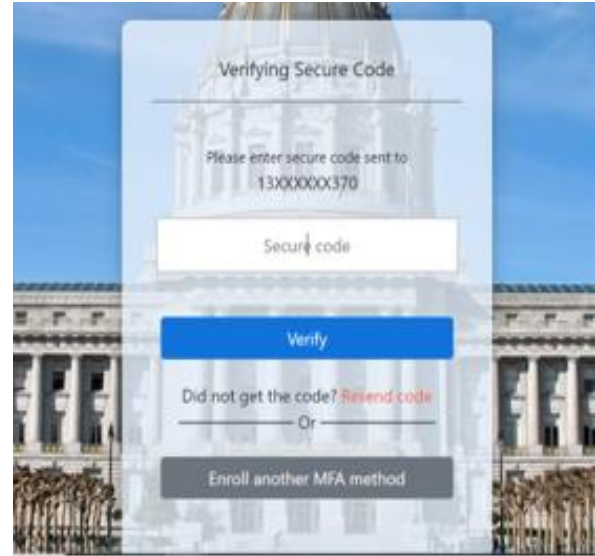 Verifying Secure Code
Please enter secure code sent to
13XXXXXX370
Secure code
Verify
Did not get the code? Resend code
Or
Enroll another MFA method